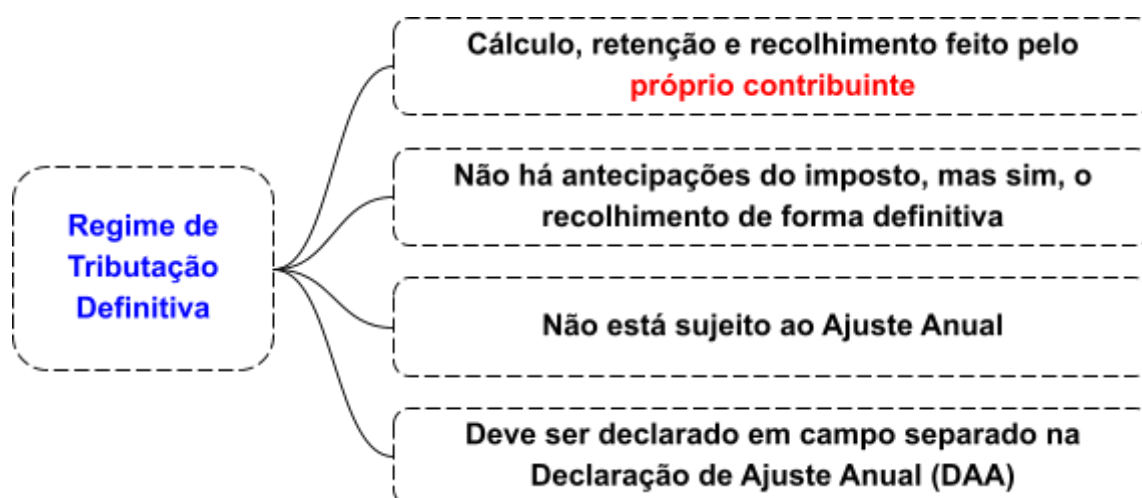 Regime de
Tributação
Definitiva
Cálculo, retenção e recolhimento feito pelo
próprio contribuinte
Não há antecipações do imposto, mas sim, o
recolhimento de forma definitiva
Não está sujeito ao Ajuste Anual
Deve ser declarado em campo separado na
Declaração de Ajuste Anual (DAA)